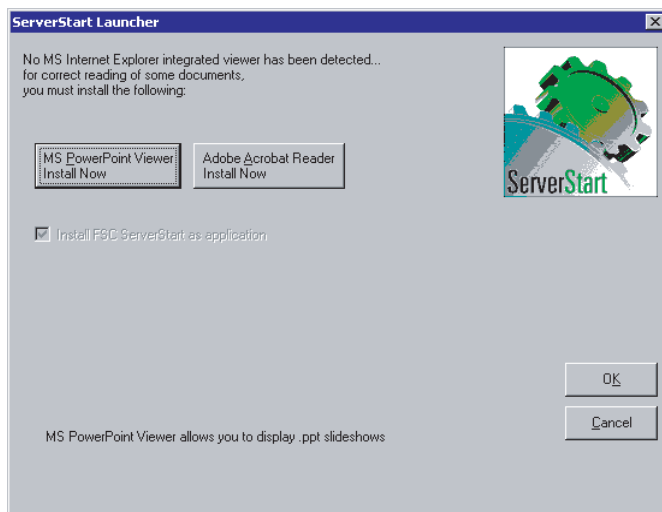 ServerStart Launcher
No MS Internet Explorer integrated viewer has been detected...
for correct reading of some documents,
you must install the following:
MS PowerPoint Viewer
Install Now
Adobe Acrobat Reader
Install Now
ServerStart
Install FSC ServerStart as application
OK
Cancel
MS PowerPoint Viewer allows you to display .ppt slideshows